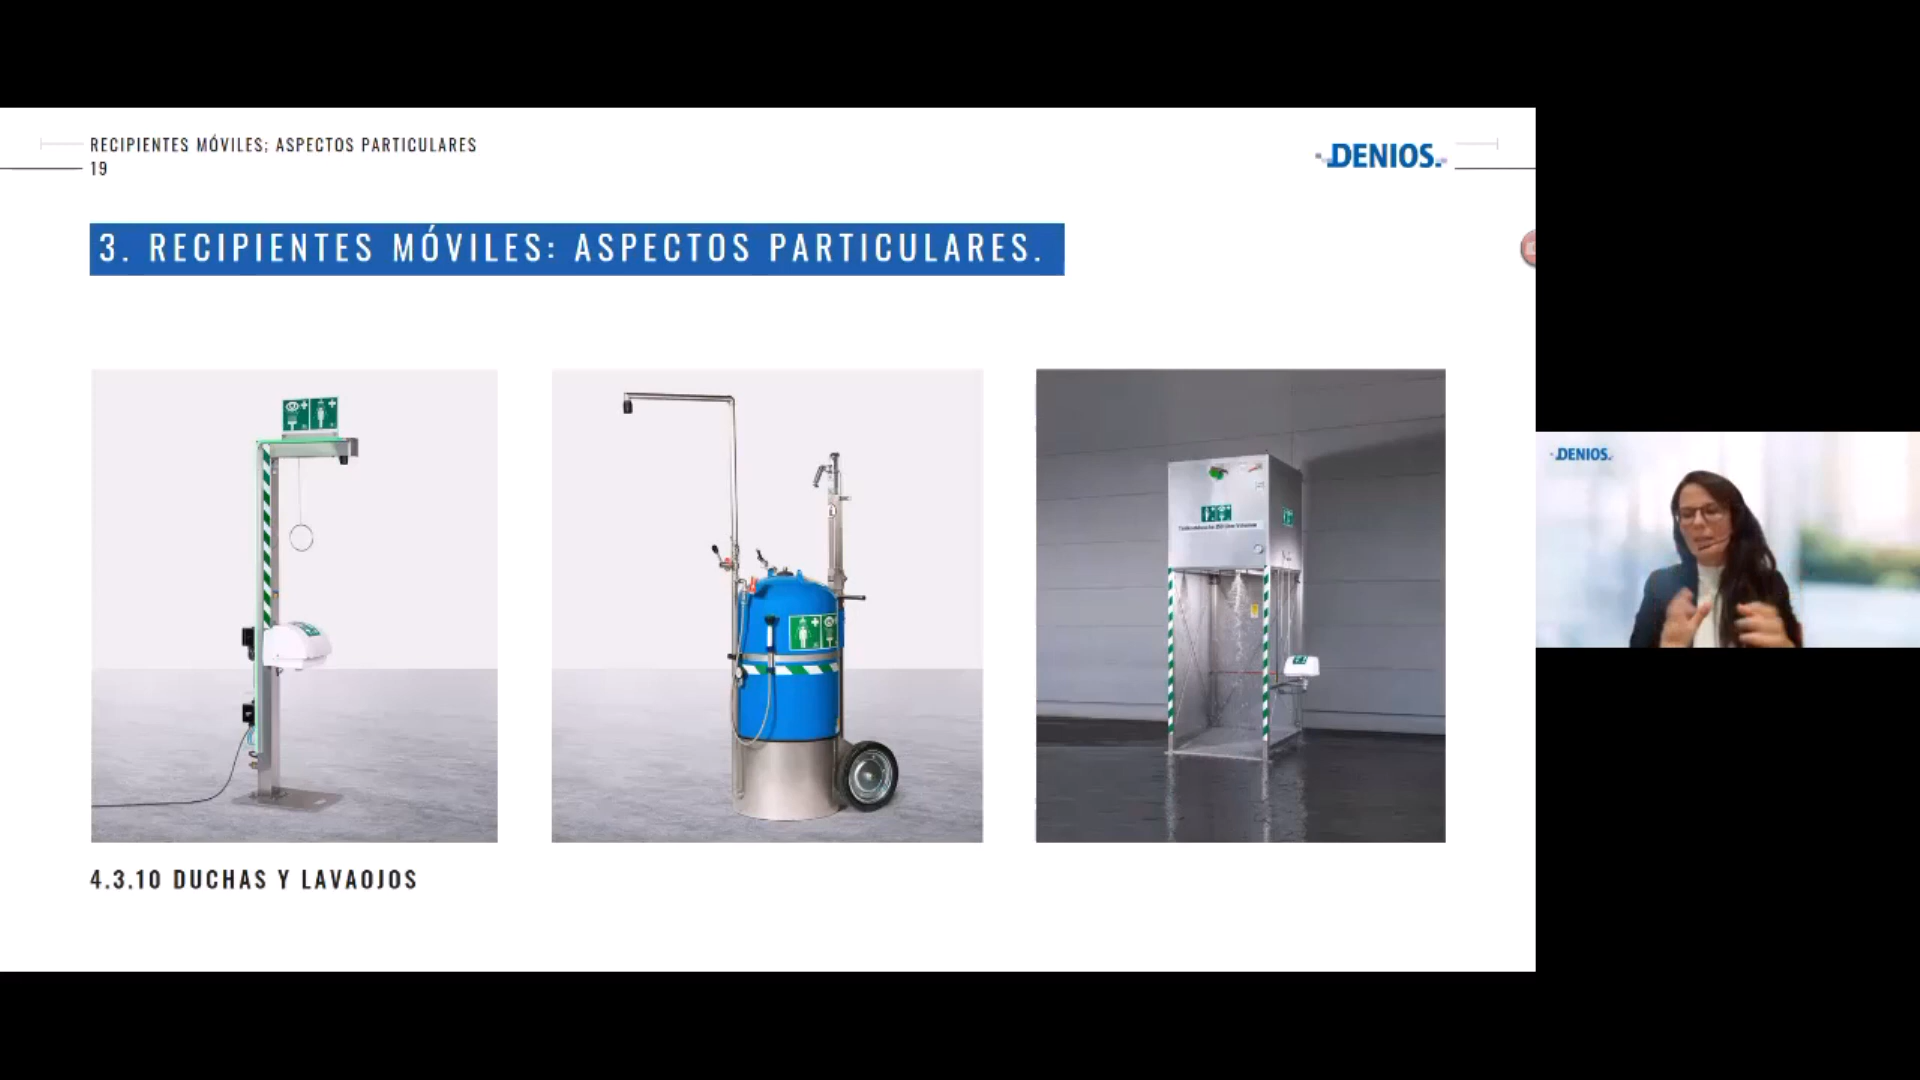 RECIPIENTES MÓVILES; ASPECTOS PARTICULARES
19
DENIOS.
3. RECIPIENTES MÓVILES: ASPECTOS PARTICULARES.
4.3.10 DUCHAS Y LAVAOJOS
DENIOS.